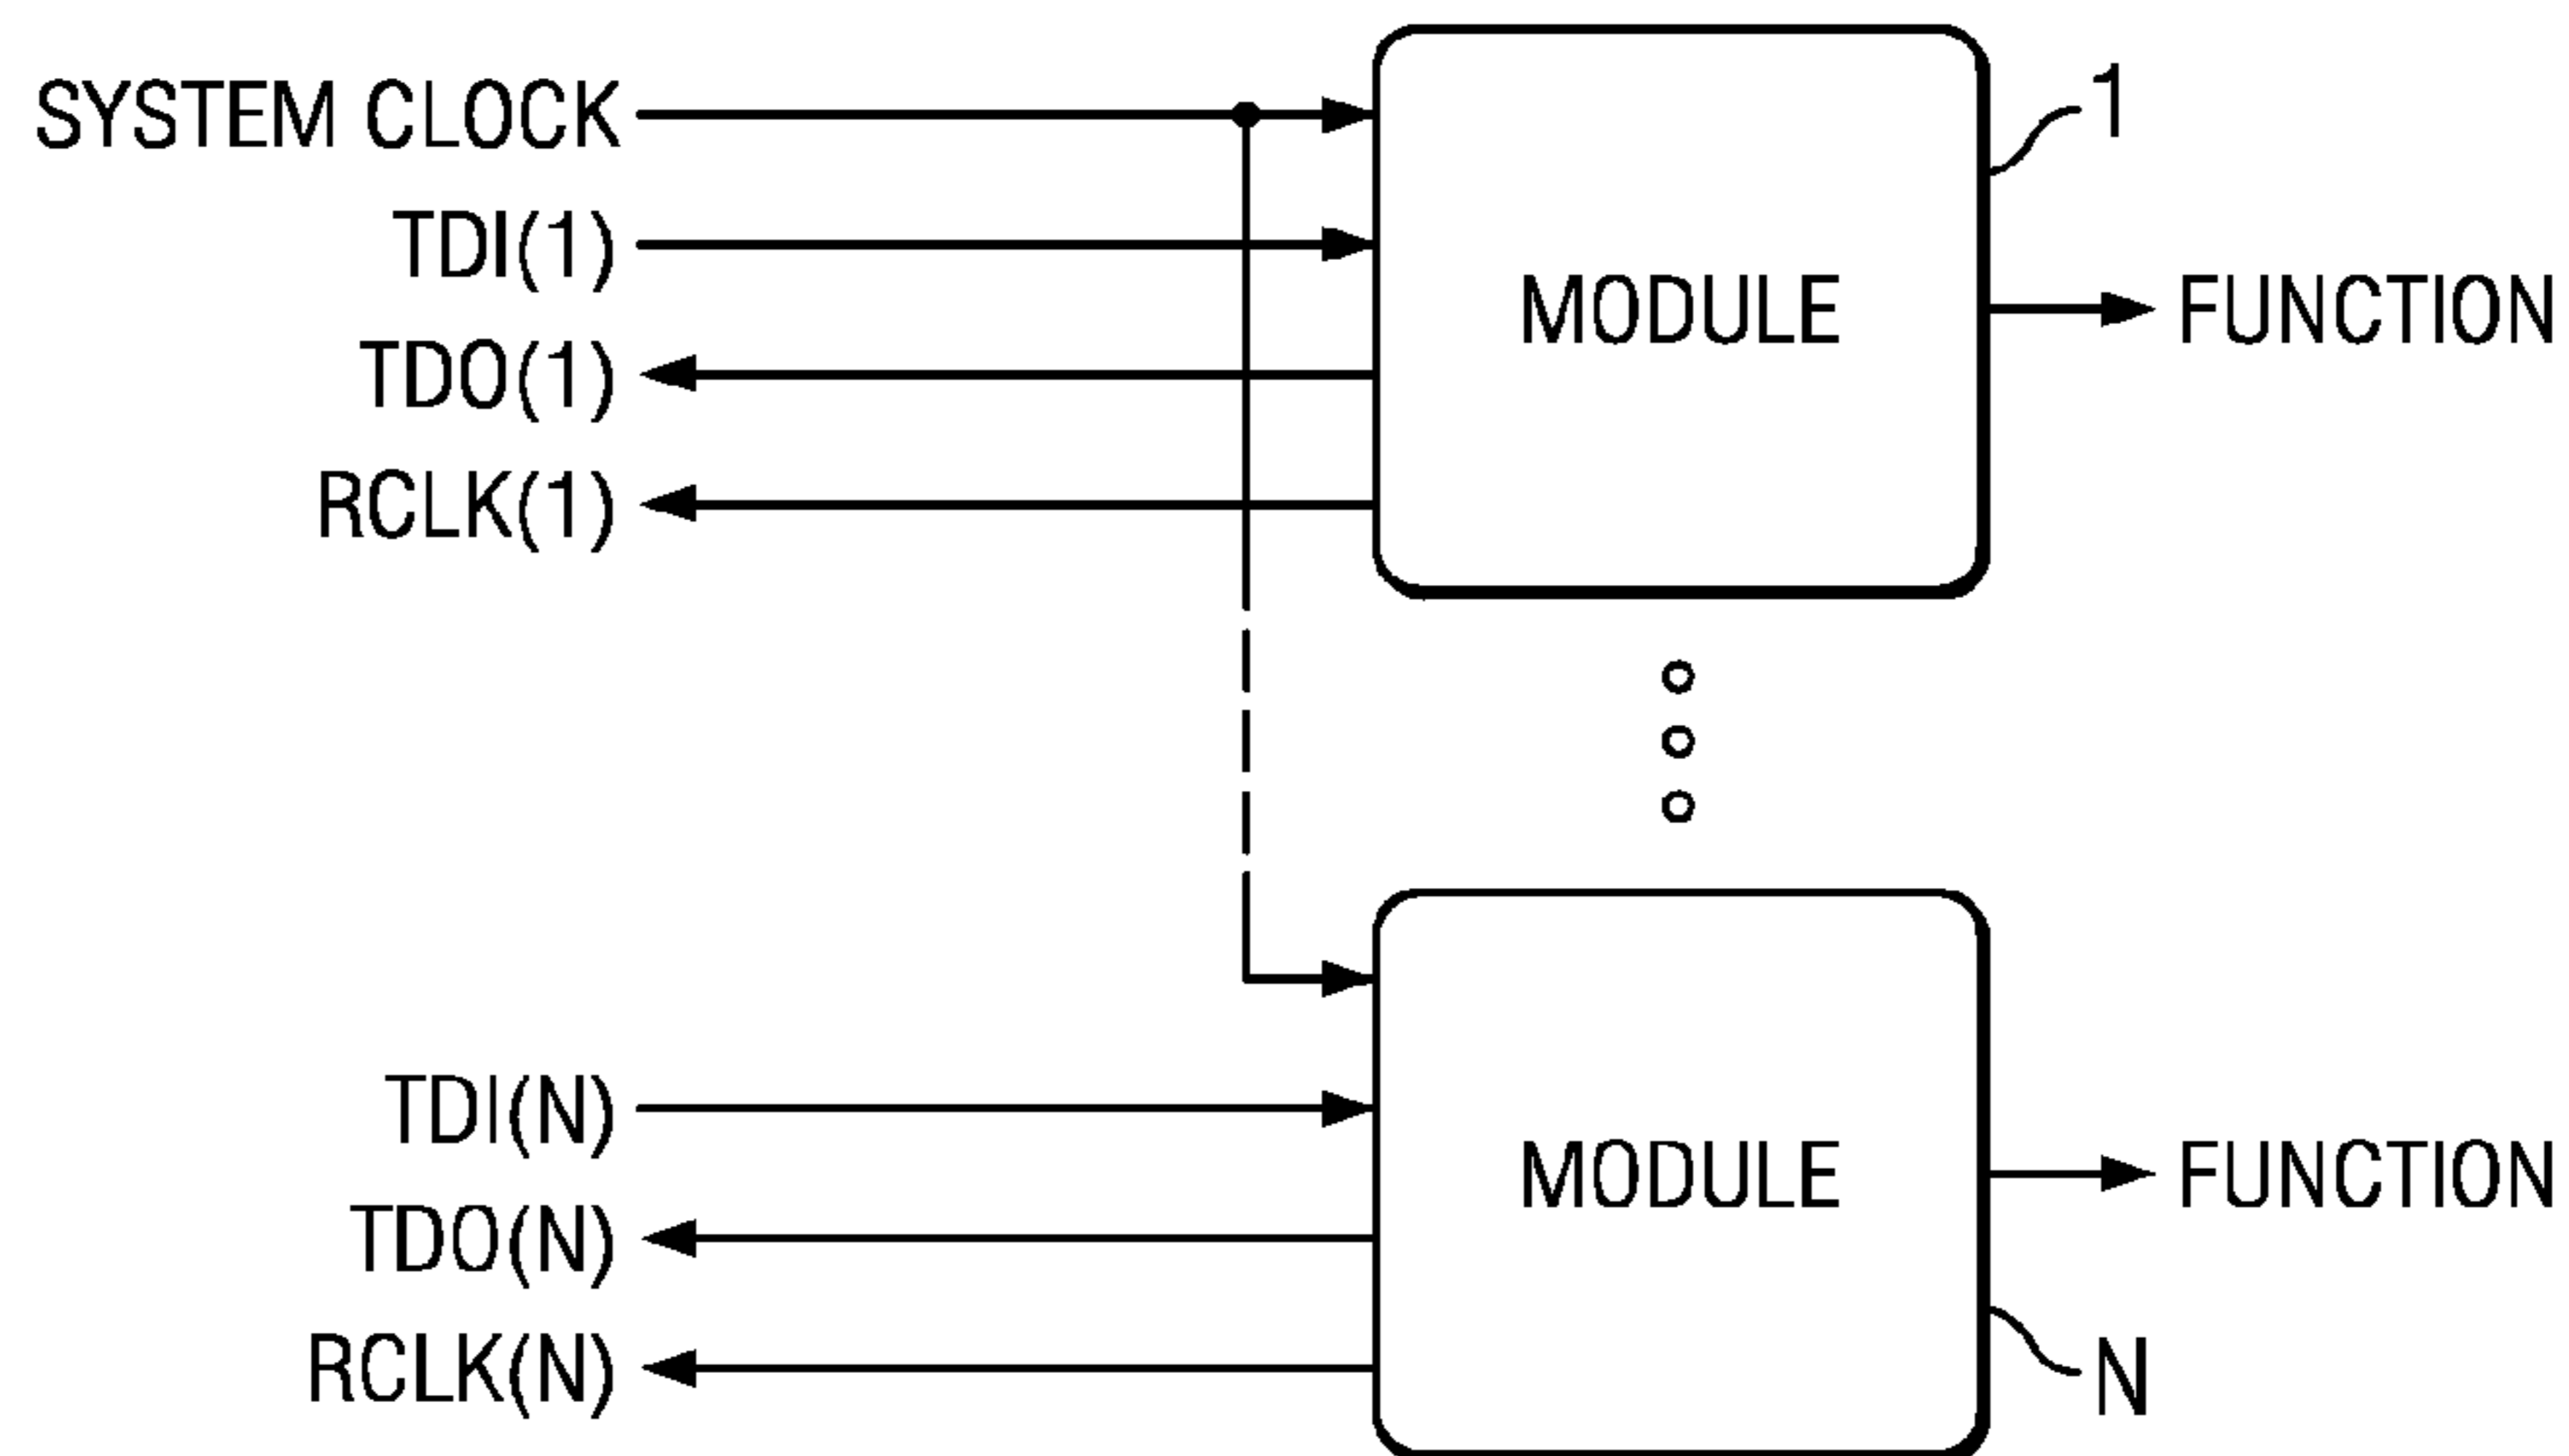 SYSTEM CLOCK
1
TDI(1)
MODULE
FUNCTION
TDO(1)
RCLK(1)
TDI(N)
MODULE
FUNCTION
TDO(N)
RCLK(N)
N